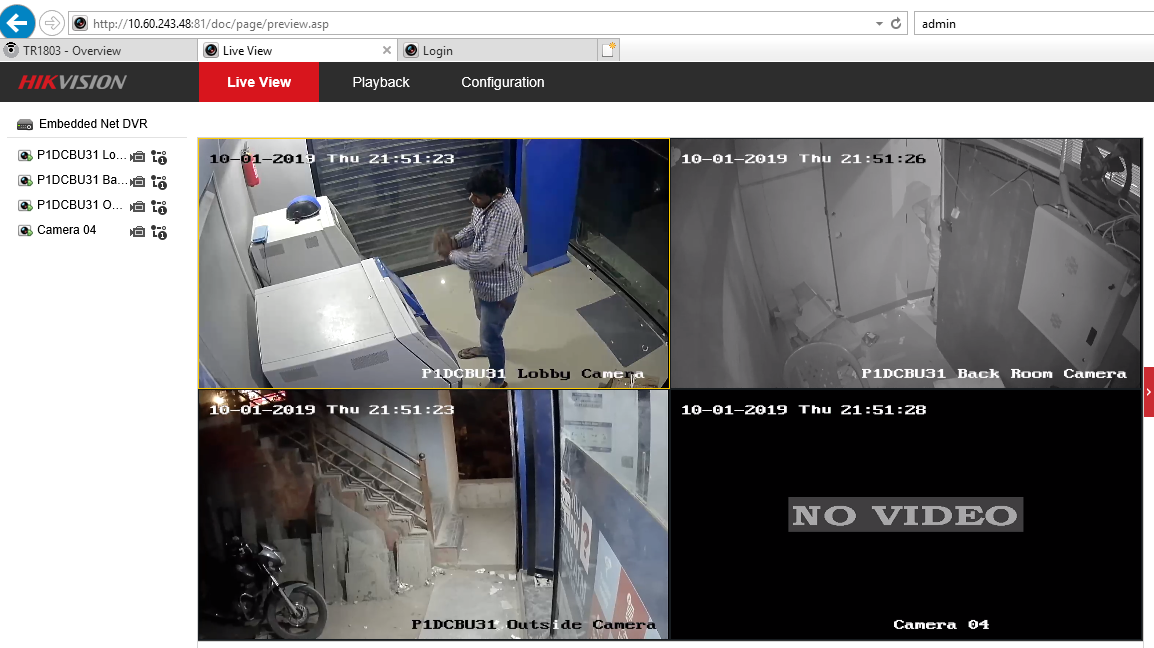 http://10.60.243.48:81/doc/page/preview.asp
admin
TR1803 - Overview
Live View
Login
HIKVISION
Live View
Playback
Configuration
Embedded Net DVR
P1DCBU31 Lo...
P1DCBU31 Ba...
P1DCBU31 O...
Camera 04
10-01-2019 Thu 21:51:23
P1DCBU31 Lobby Camera
10-01-2019 Thu 21:51:26
P1DCBU31 Back Room Camera
10-01-2019 Thu 21:51:23
P1DCBU31 Outside Camera
10-01-2019 Thu 21:51:28
NO VIDEO
Camera 04